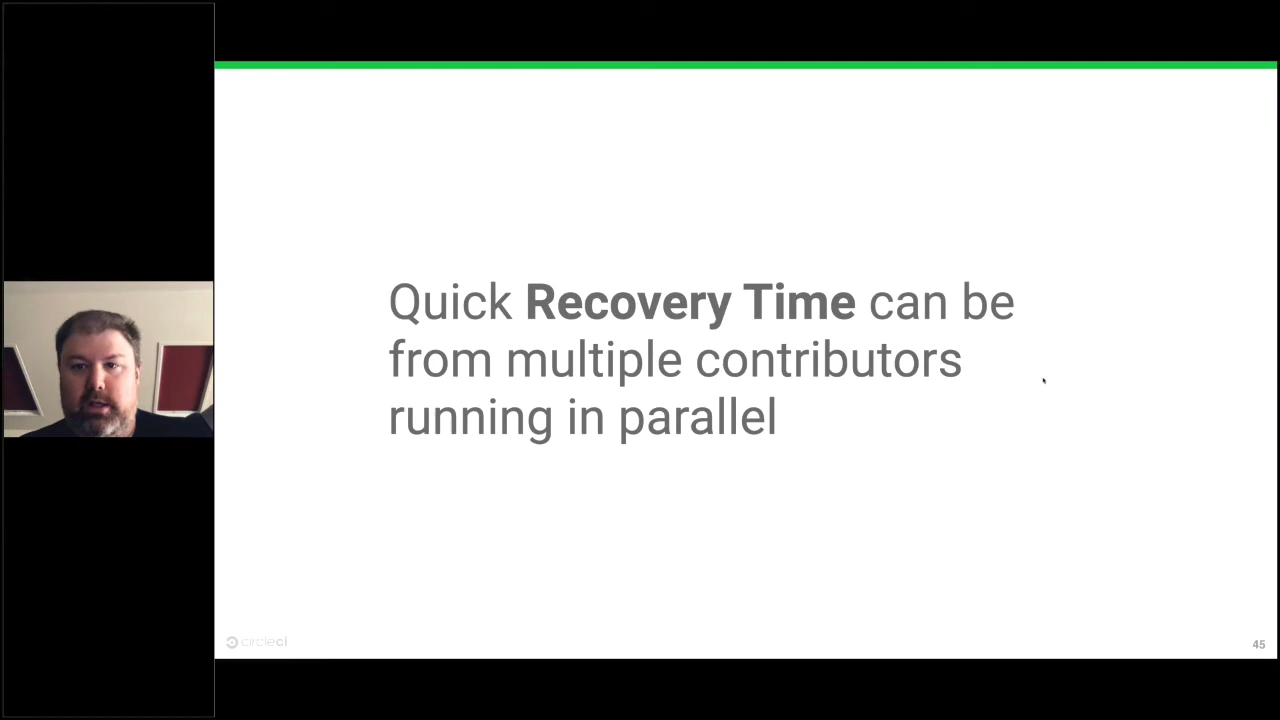 Quick Recovery Time can be
from multiple contributors
running in parallel
circleci
45